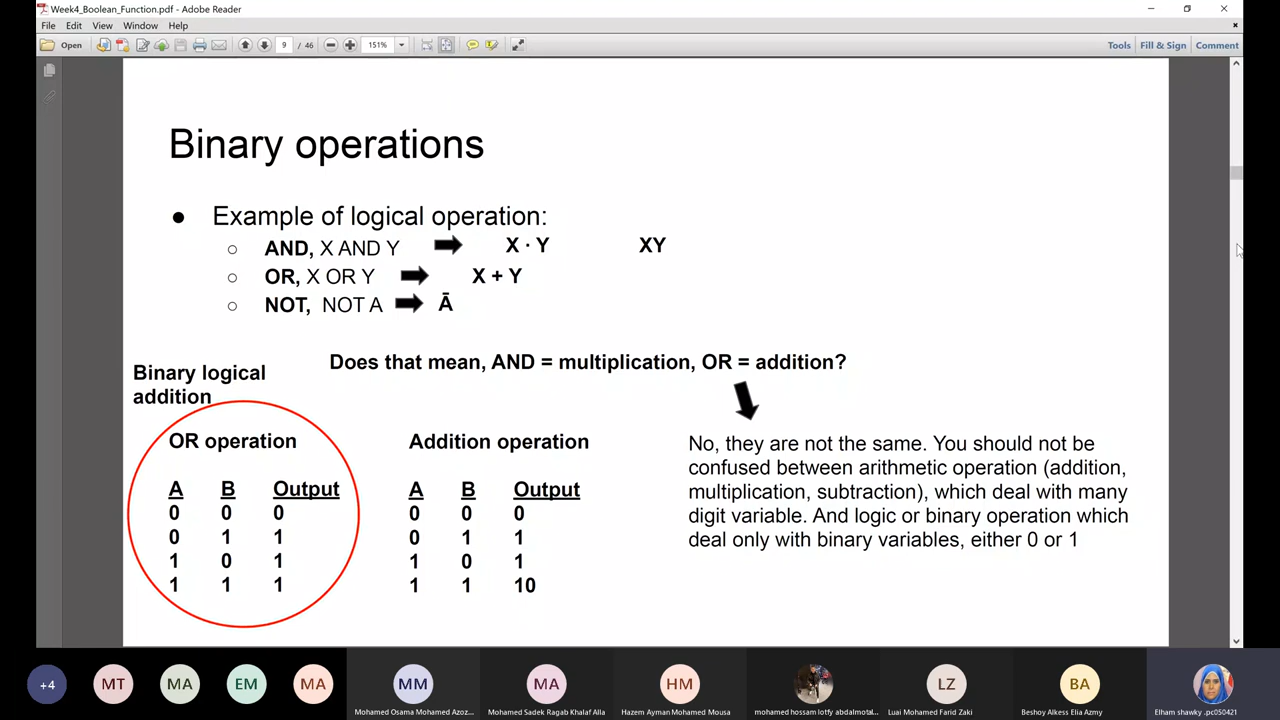 Week4_Boolean_Function.pdf - Adobe Reader
File Edit View Window Help
Open 9 / 46 151% Tools Fill & Sign Comment
Binary operations
● Example of logical operation:
○ AND, X AND Y X · Y XY
○ OR, X OR Y X + Y
○ NOT, NOT A Ā
Does that mean, AND = multiplication, OR = addition?
Binary logical
addition
OR operation
A B Output
0 0 0
0 1 1
1 0 1
1 1 1
Addition operation
A B Output
0 0 0
0 1 1
1 0 1
1 1 10
No, they are not the same. You should not be
confused between arithmetic operation (addition,
multiplication, subtraction), which deal with many
digit variable. And logic or binary operation which
deal only with binary variables, either 0 or 1
+4 MT MA EM MA MM MA HM LZ BA
Mohamed Osama Mohamed Azoz... Mohamed Sadek Ragab Khalaf Alla Hazem Ayman Mohamed Mousa mohamed hossam lotfy abdalmotal... Luai Mohamed Farid Zaki Beshoy Alkess Elia Azmy Elham shawky .pc050421